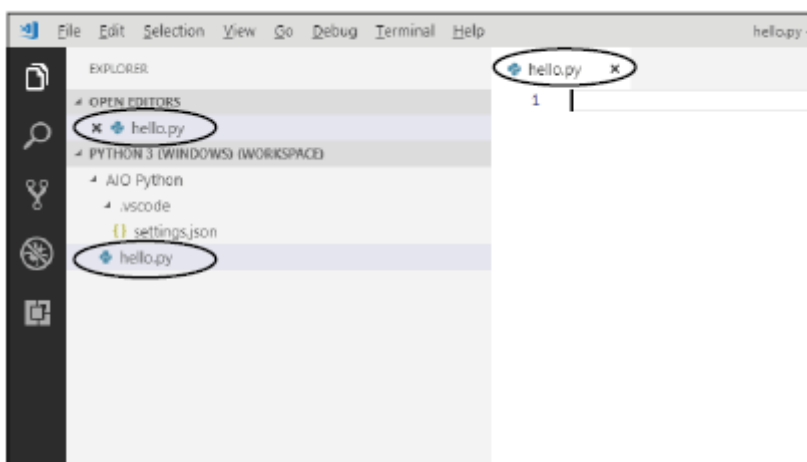 File Edit Selection View Go Debug Terminal Help hello.py -
EXPLORER
OPEN EDITORS
hello.py
PYTHON 3 (WINDOWS) (WORKSPACE)
AIO Python
.vscode
{} settings.json
hello.py
hello.py
1